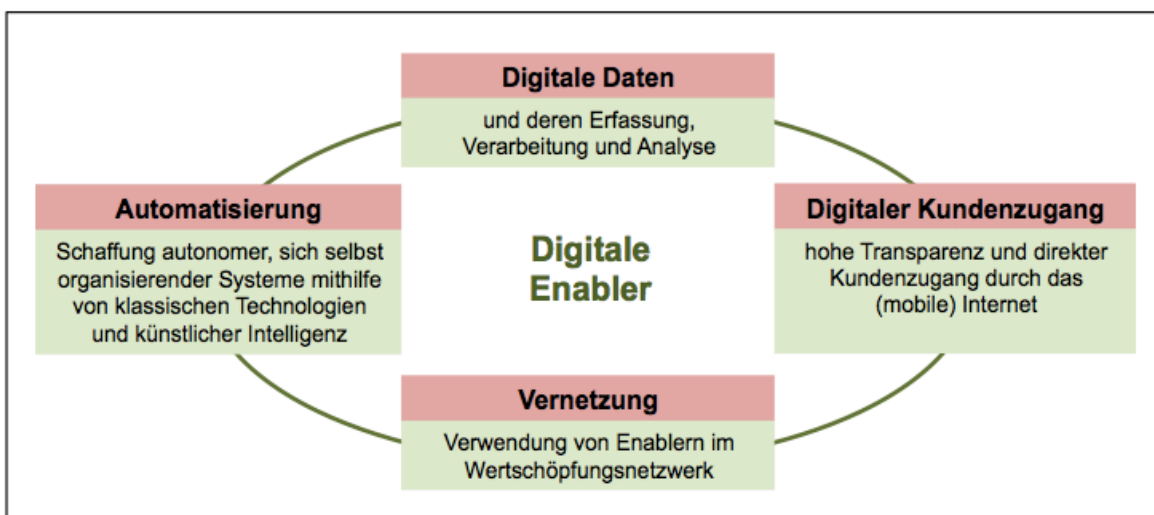 Digitale Daten
und deren Erfassung,
Verarbeitung und Analyse
Automatisierung
Schaffung autonomer, sich selbst
organisierender Systeme mithilfe
von klassischen Technologien
und künstlicher Intelligenz
Digitale
Enabler
Digitaler Kundenzugang
hohe Transparenz und direkter
Kundenzugang durch das
(mobile) Internet
Vernetzung
Verwendung von Enablern im
Wertschöpfungsnetzwerk